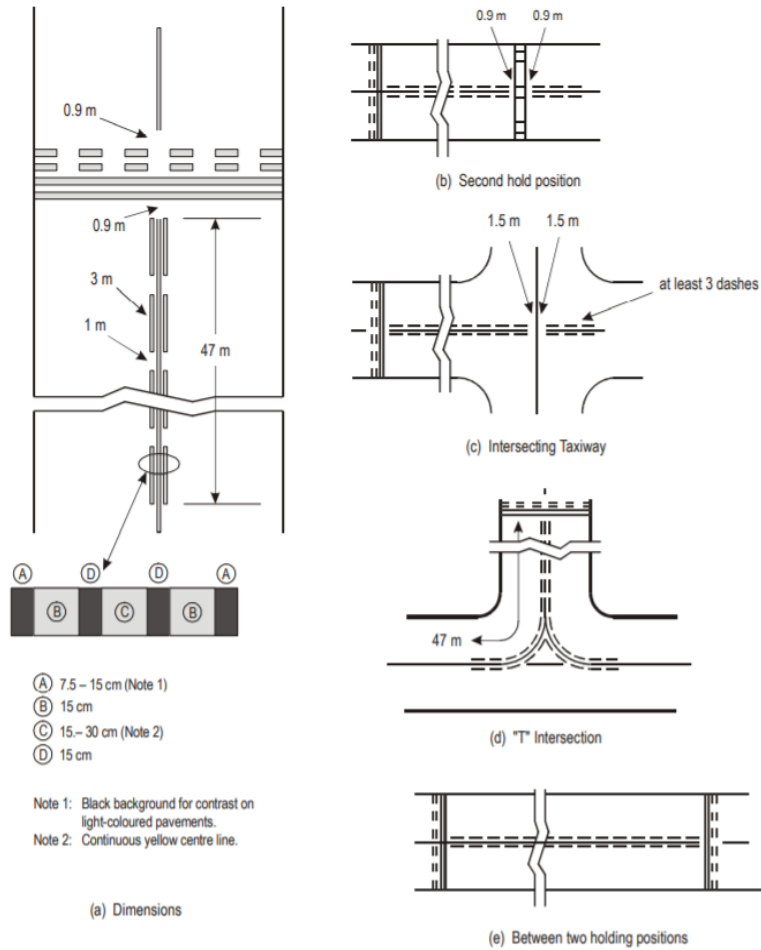 0.9 m
0.9 m
3 m
1 m
47 m
A D D A
B C B
A 7.5 – 15 cm (Note 1)
B 15 cm
C 15.– 30 cm (Note 2)
D 15 cm
Note 1: Black background for contrast on
light-coloured pavements.
Note 2: Continuous yellow centre line.
(a) Dimensions
0.9 m 0.9 m
(b) Second hold position
1.5 m 1.5 m
at least 3 dashes
(c) Intersecting Taxiway
47 m
(d) "T" Intersection
(e) Between two holding positions